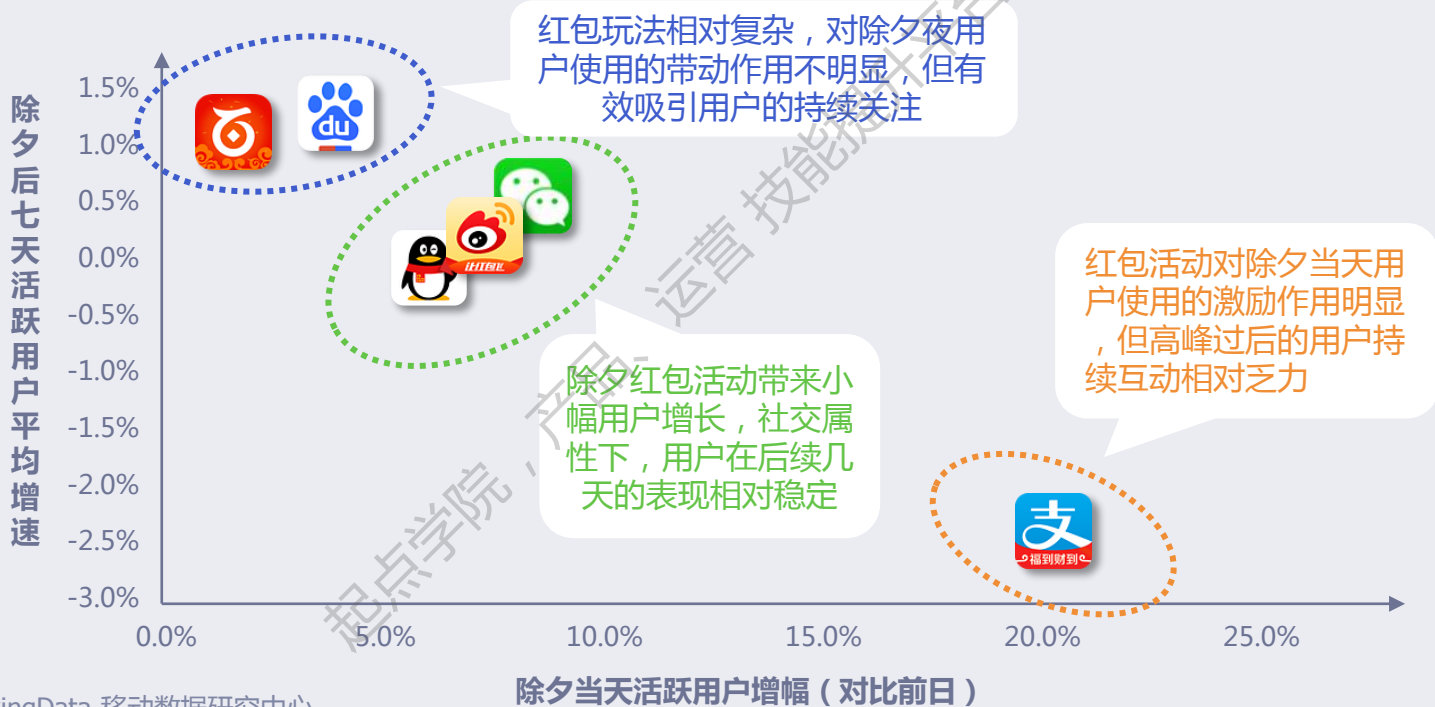 红包玩法相对复杂，对除夕夜用
户使用的带动作用不明显，但有
效吸引用户的持续关注
除夕后七天活跃用户平均增速
1.5%
1.0%
0.5%
0.0%
-0.5%
-1.0%
-1.5%
-2.0%
-2.5%
-3.0%
du
让红包飞
红包活动对除夕当天用
户使用的激励作用明显
，但高峰过后的用户持
续互动相对乏力
除夕红包活动带来小
幅用户增长，社交属
性下，用户在后续几
天的表现相对稳定
支
福到财到
起点学院，产品、运营 技能提升平台
0.0%
5.0%
10.0%
15.0%
20.0%
25.0%
除夕当天活跃用户增幅（对比前日）
ingData 移动数据研究中心